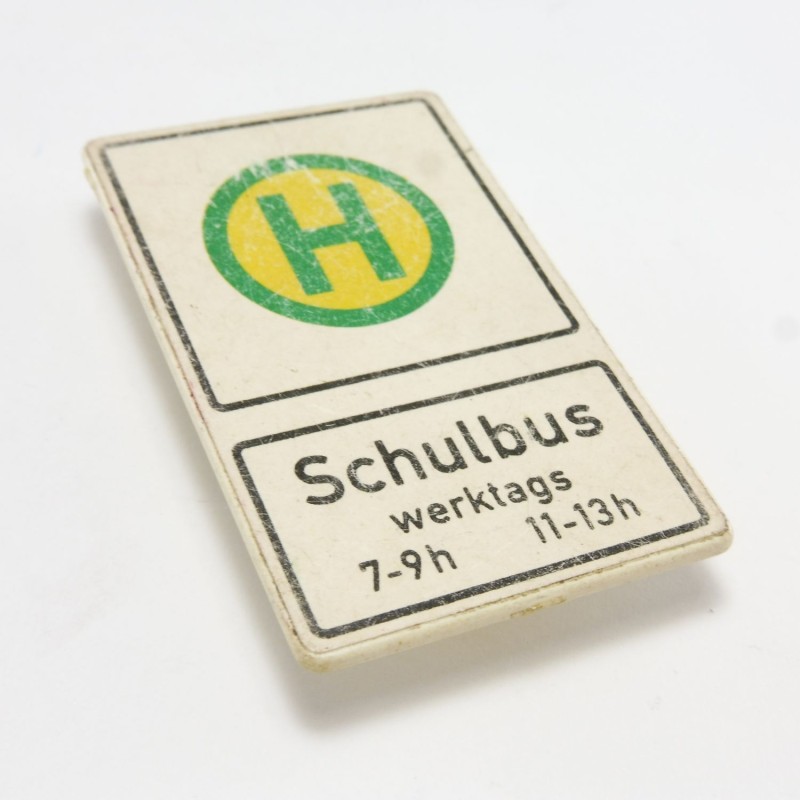 H
Schulbus
werktags
7-9h 11-13h